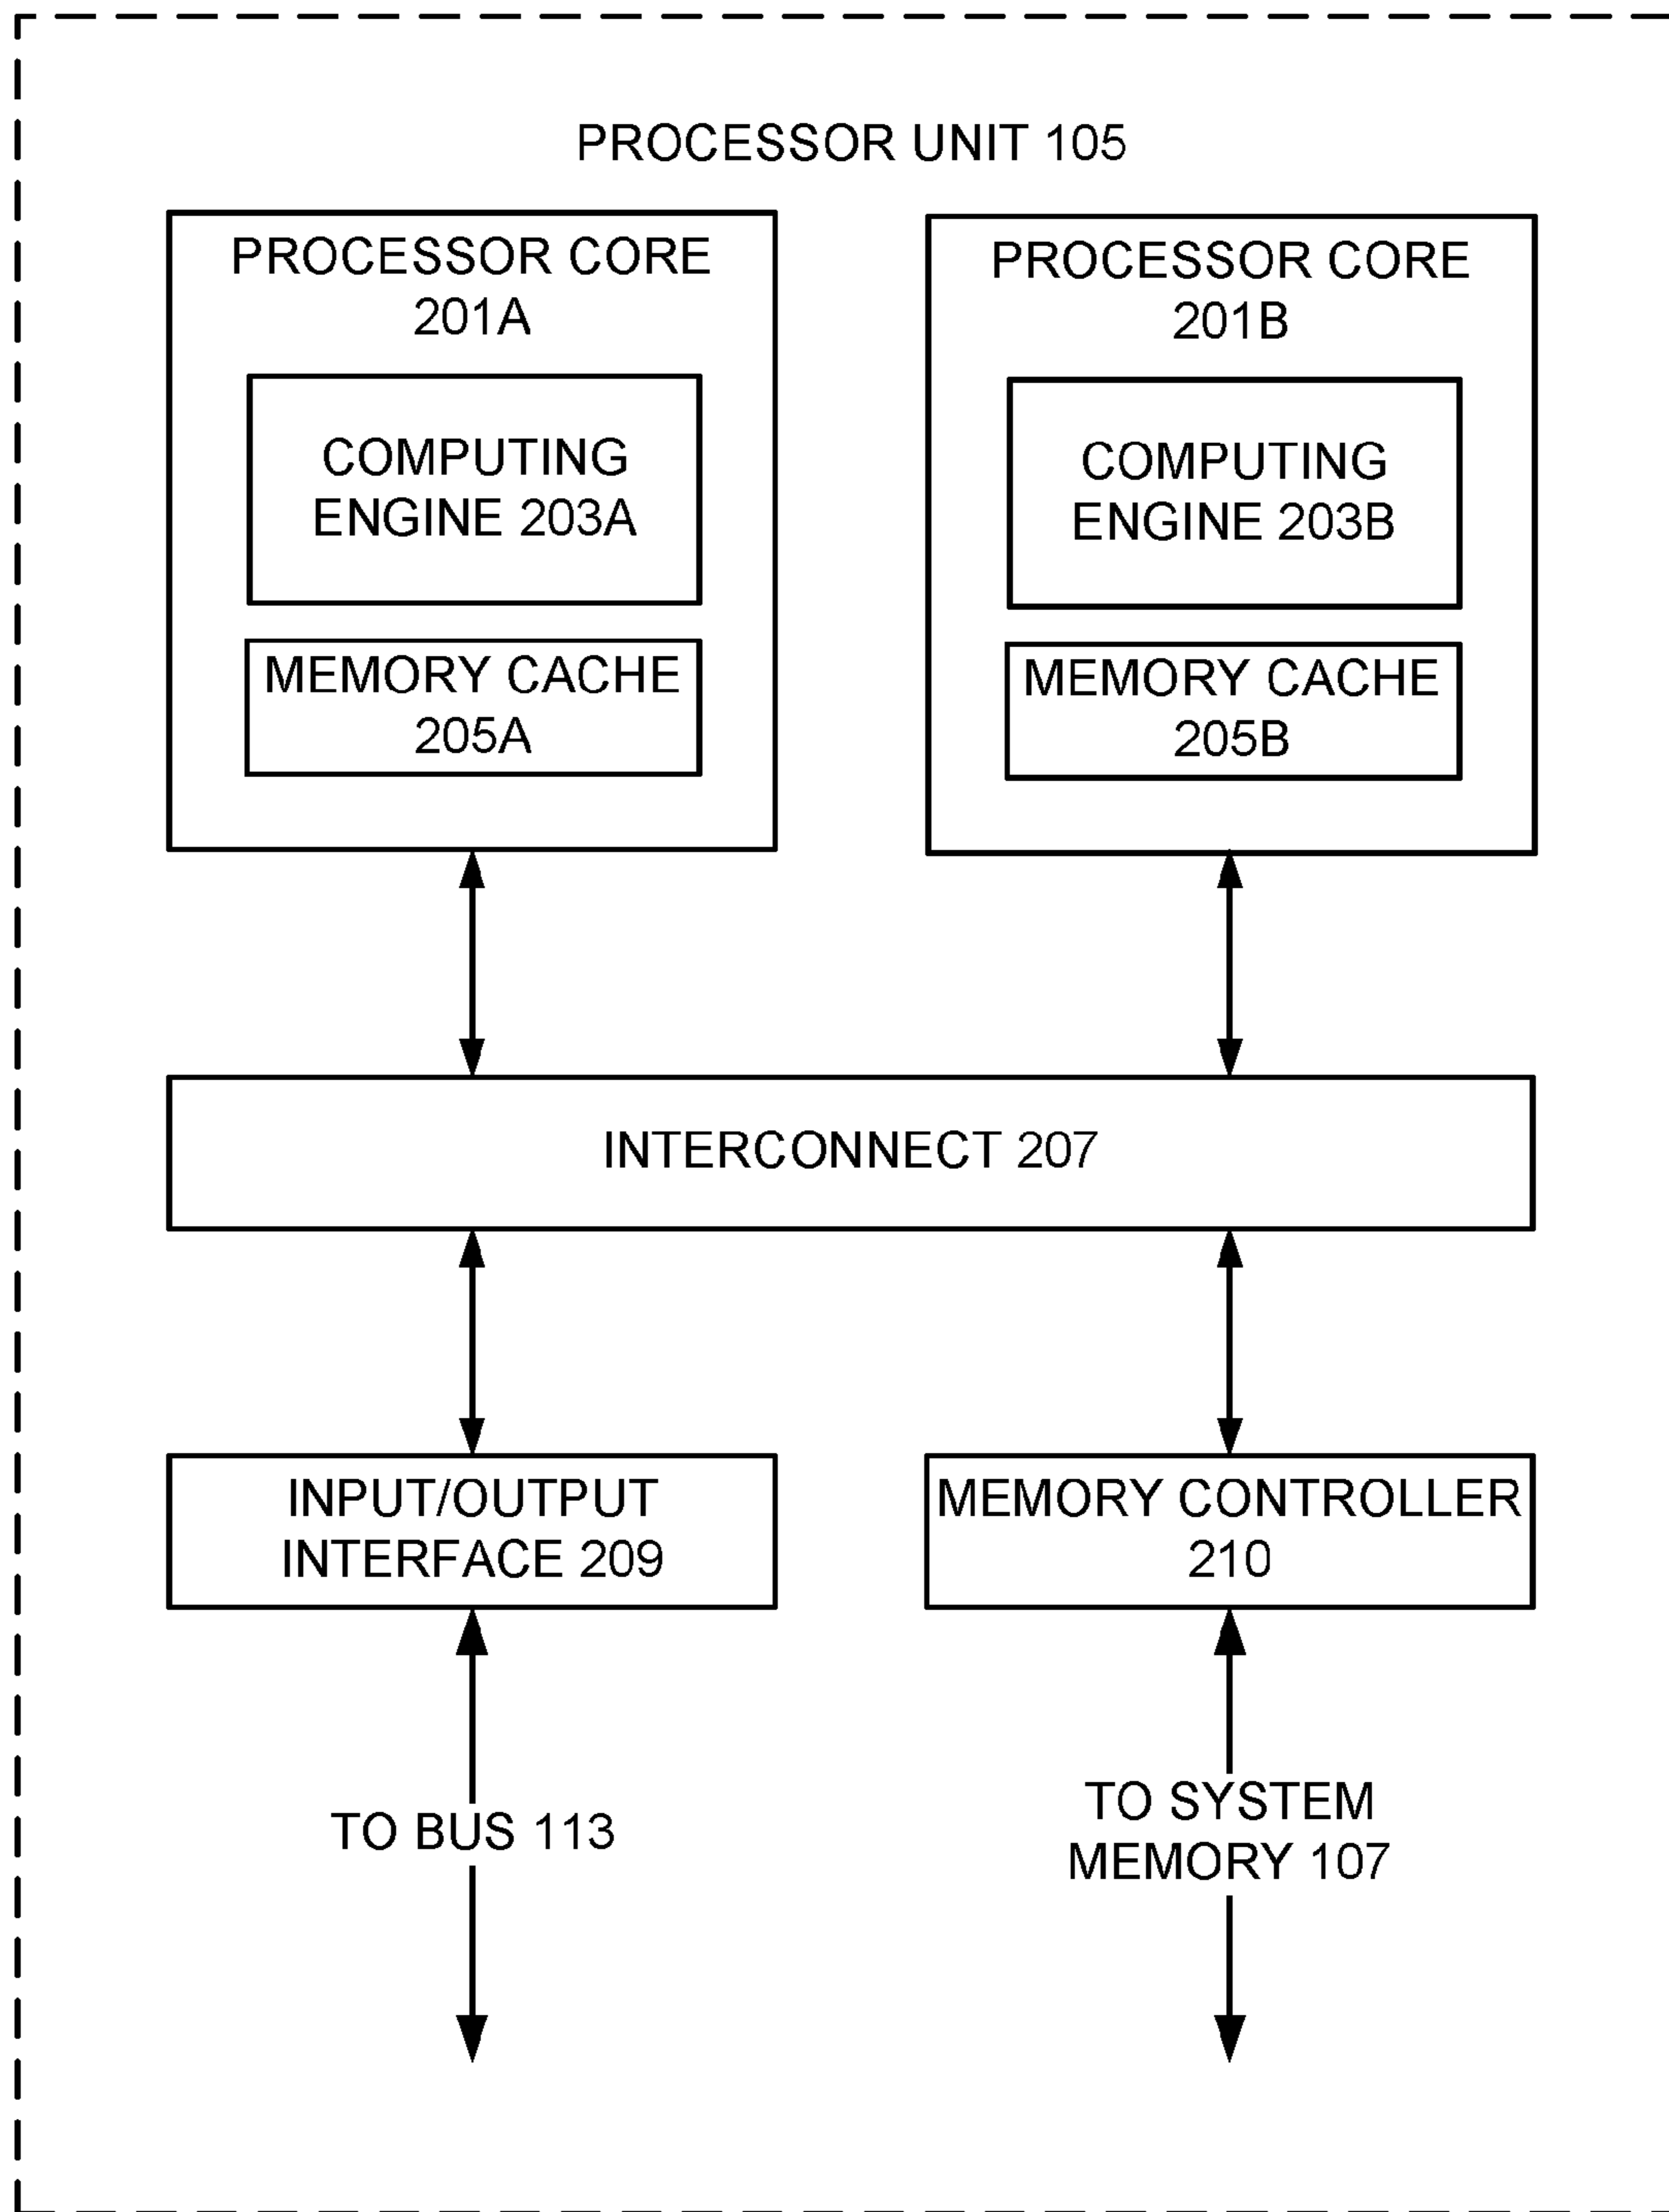 PROCESSOR UNIT 105
PROCESSOR CORE
201A
COMPUTING
ENGINE 203A
MEMORY CACHE
205A
PROCESSOR CORE
201B
COMPUTING
ENGINE 203B
MEMORY CACHE
205B
INTERCONNECT 207
INPUT/OUTPUT
INTERFACE 209
MEMORY CONTROLLER
210
TO BUS 113
TO SYSTEM
MEMORY 107